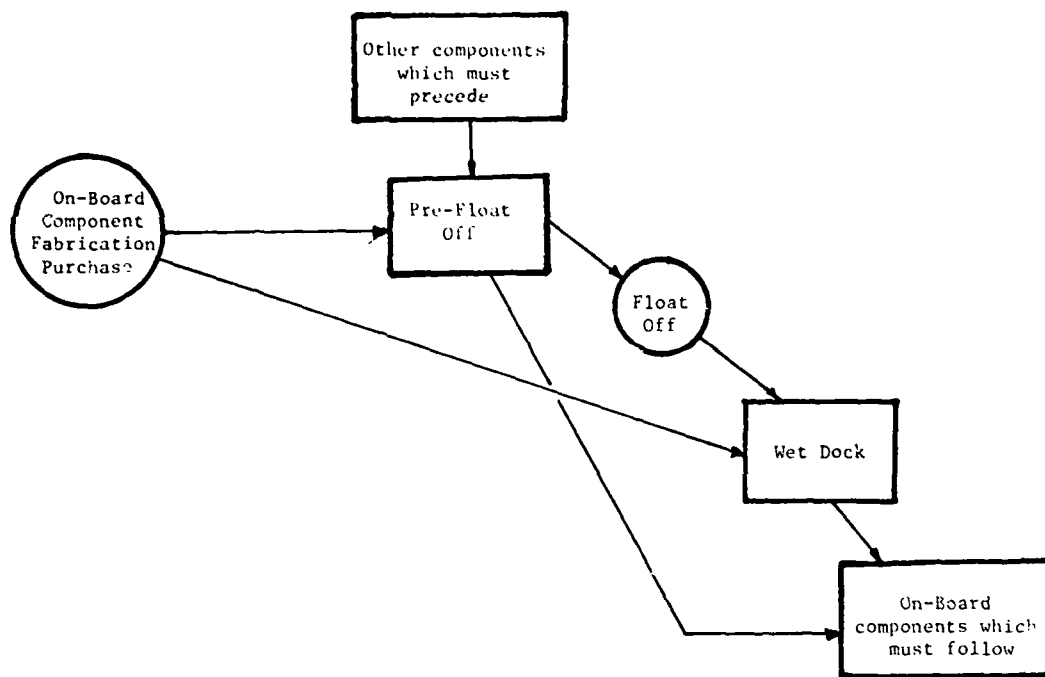 Other components
which must
precede
On-Board
Component
Fabrication
Purchase
Pre-Float
Off
Float
Off
Wet Dock
On-Board
components which
must follow